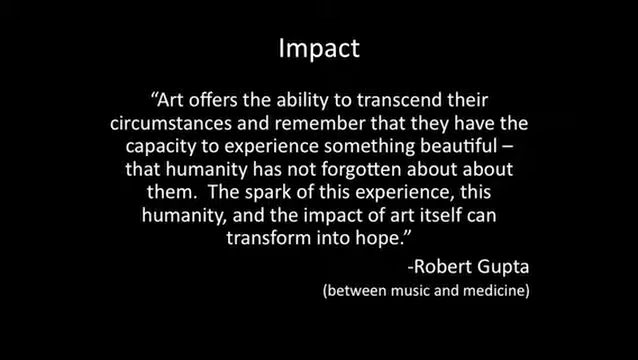 Impact
“Art offers the ability to transcend their
circumstances and remember that they have the
capacity to experience something beautiful –
that humanity has not forgotten about about
them.  The spark of this experience, this
humanity, and the impact of art itself can
transform into hope.”
-Robert Gupta
(between music and medicine)